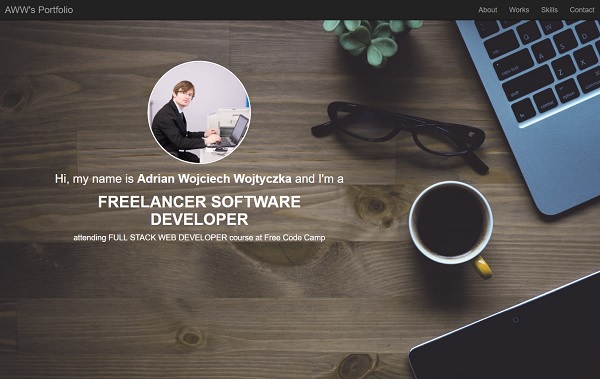 AWW's Portfolio
About Works Skills Contact
Hi, my name is Adrian Wojciech Wojtyczka and I'm a
FREELANCER SOFTWARE
DEVELOPER
attending FULL STACK WEB DEVELOPER course at Free Code Camp